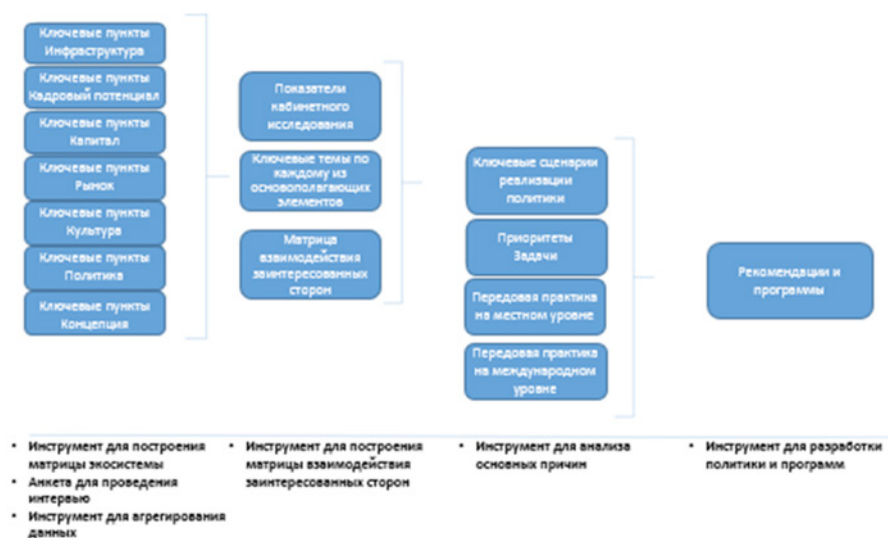 Ключевые пункты
Инфраструктура
Ключевые пункты
Кадровый потенциал
Ключевые пункты
Капитал
Ключевые пункты
Рынок
Ключевые пункты
Культура
Ключевые пункты
Политика
Ключевые пункты
Концепция
Показатели
кабинетного
исследования
Ключевые темы по
каждому из
основополагающих
элементов
Матрица
взаимодействия
заинтересованных
сторон
Ключевые сценарии
реализации
политики
Приоритеты
Задачи
Передовая практика
на местном уровне
Передовая практика
на международном
уровне
Рекомендации и
программы
• Инструмент для построения
матрицы экосистемы
• Анкета для проведения
интервью
• Инструмент для агрегирования
данных
• Инструмент для построения
матрицы взаимодействия
заинтересованных сторон
• Инструмент для анализа
основных причин
• Инструмент для разработки
политики и программ